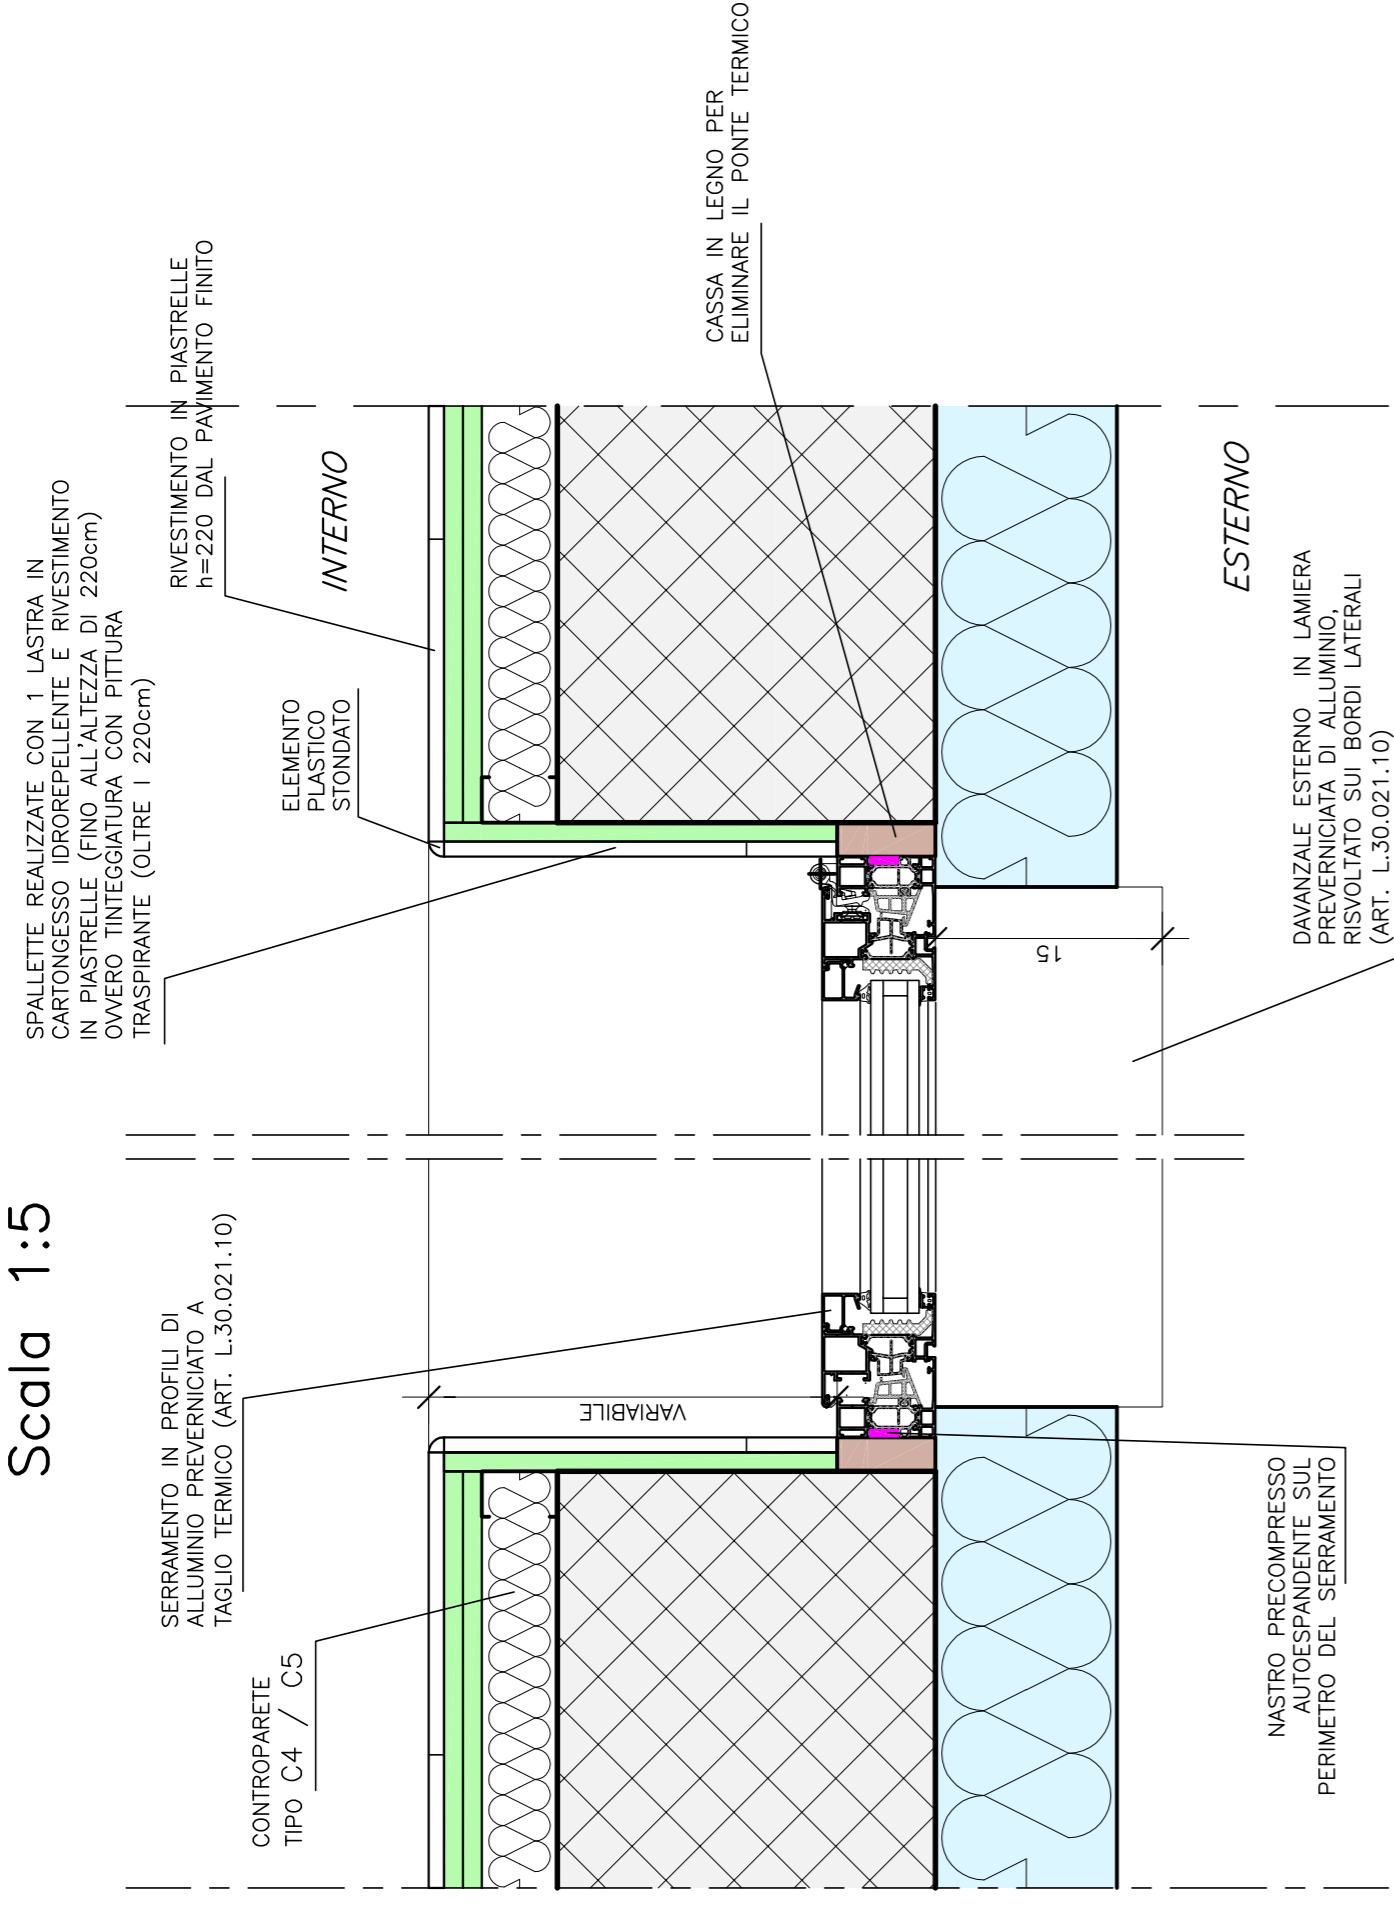 Scala 1:5
SPALLETTE REALIZZATE CON 1 LASTRA IN
CARTONGESSO IDROREPELLENTE E RIVESTIMENTO
IN PIASTRELLE (FINO ALL'ALTEZZA DI 220cm)
OVVERO TINTEGGIATURA CON PITTURA
TRASPIRANTE (OLTRE I 220cm)
RIVESTIMENTO IN PIASTRELLE
h=220 DAL PAVIMENTO FINITO
SERRAMENTO IN PROFILI DI
ALLUMINIO PREVERNICIATO A
TAGLIO TERMICO (ART. L.30.021.10)
CONTROPARETE
TIPO C4 / C5
ELEMENTO
PLASTICO
STONDATO
INTERNO
VARIABILE
CASSA IN LEGNO PER
ELIMINARE IL PONTE TERMICO
15
ESTERNO
NASTRO PRECOMPRESSO
AUTOESPANDENTE SUL
PERIMETRO DEL SERRAMENTO
DAVANZALE ESTERNO IN LAMIERA
PREVERNICIATA DI ALLUMINIO,
RISVOLTATO SUI BORDI LATERALI
(ART. L.30.021.10)